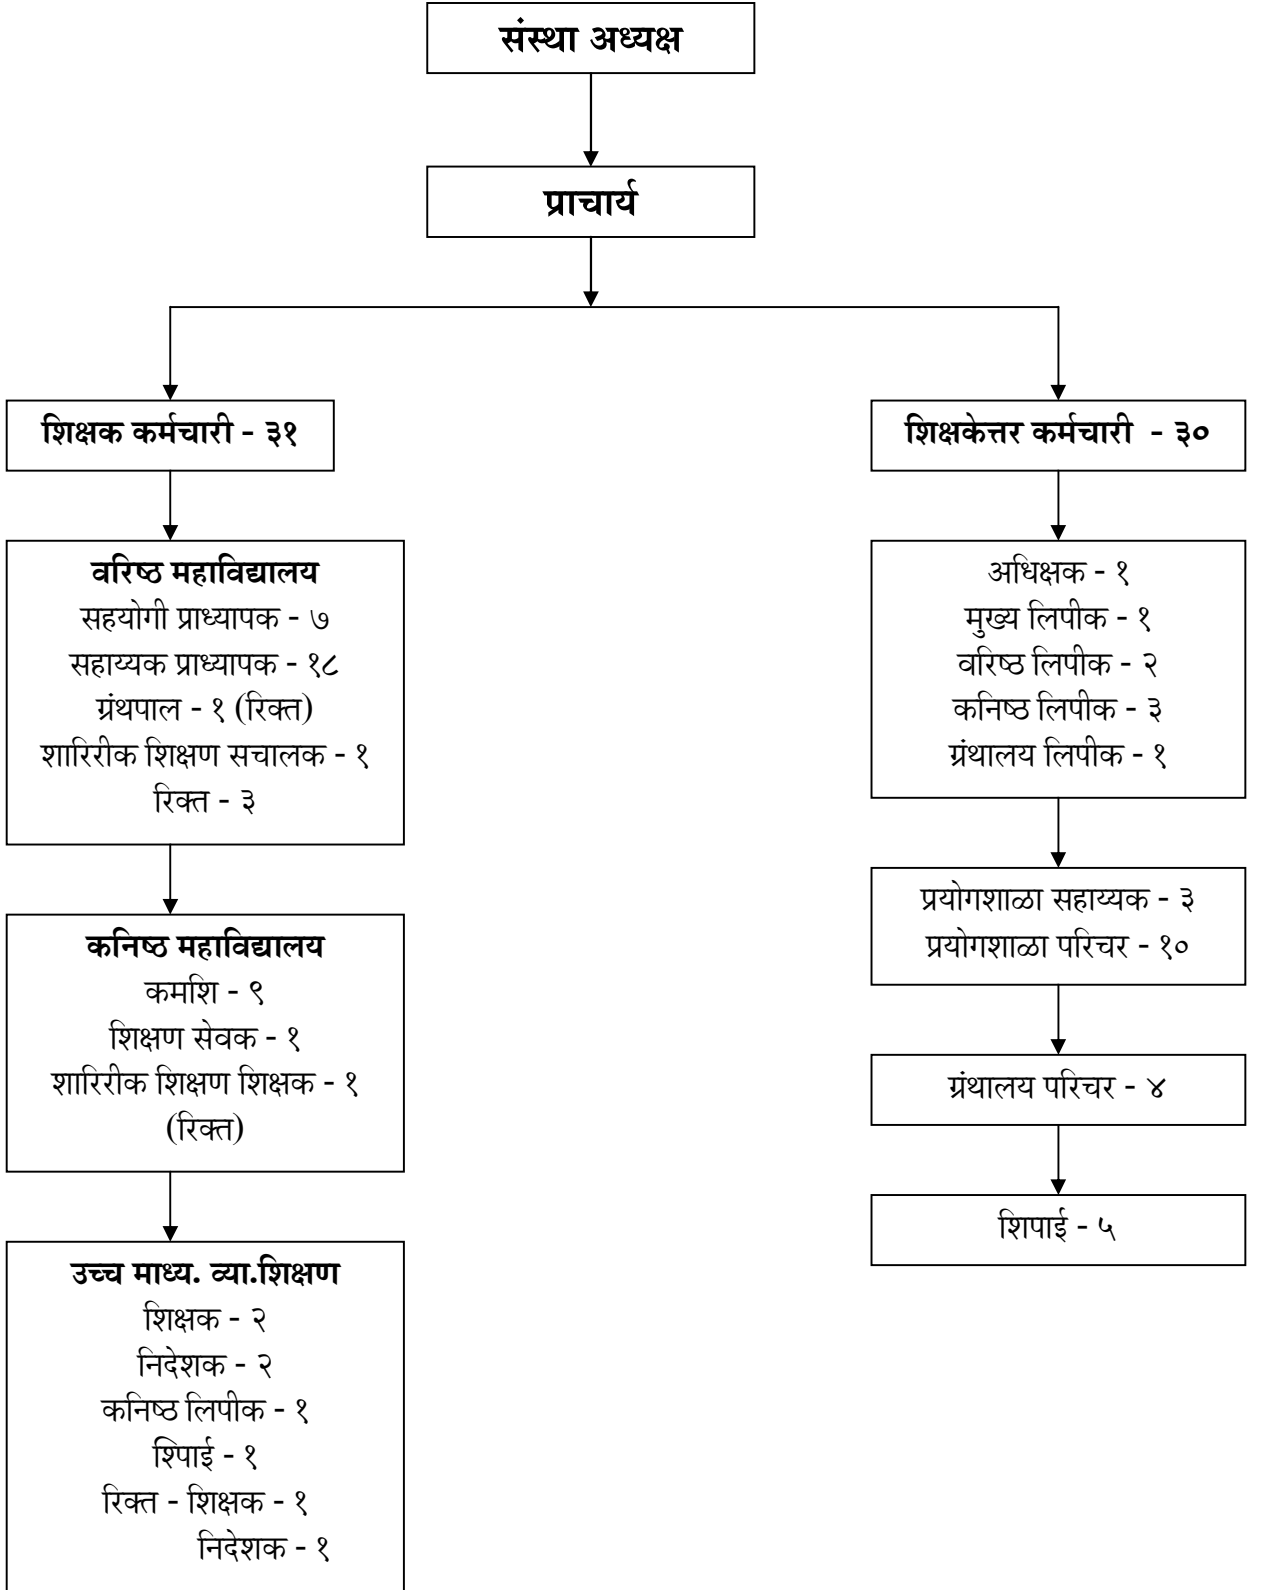 संस्था अध्यक्ष
प्राचार्य
शिक्षक कर्मचारी - ३१
वरिष्ठ महाविद्यालय
सहयोगी प्राध्यापक - ७
सहाय्यक प्राध्यापक - १८
ग्रंथपाल - १ (रिक्त)
शारिरीक शिक्षण सचालक - १
रिक्त - ३
कनिष्ठ महाविद्यालय
कमशि - ९
शिक्षण सेवक - १
शारिरीक शिक्षण शिक्षक - १
(रिक्त)
उच्च माध्य. व्या.शिक्षण
शिक्षक - २
निदेशक - २
कनिष्ठ लिपीक - १
श्पिाई - १
रिक्त - शिक्षक - १
निदेशक - १
शिक्षकेत्तर कर्मचारी - ३०
अधिक्षक - १
मुख्य लिपीक - १
वरिष्ठ लिपीक - २
कनिष्ठ लिपीक - ३
ग्रंथालय लिपीक - १
प्रयोगशाळा सहाय्यक - ३
प्रयोगशाळा परिचर - १०
ग्रंथालय परिचर - ४
शिपाई - ५